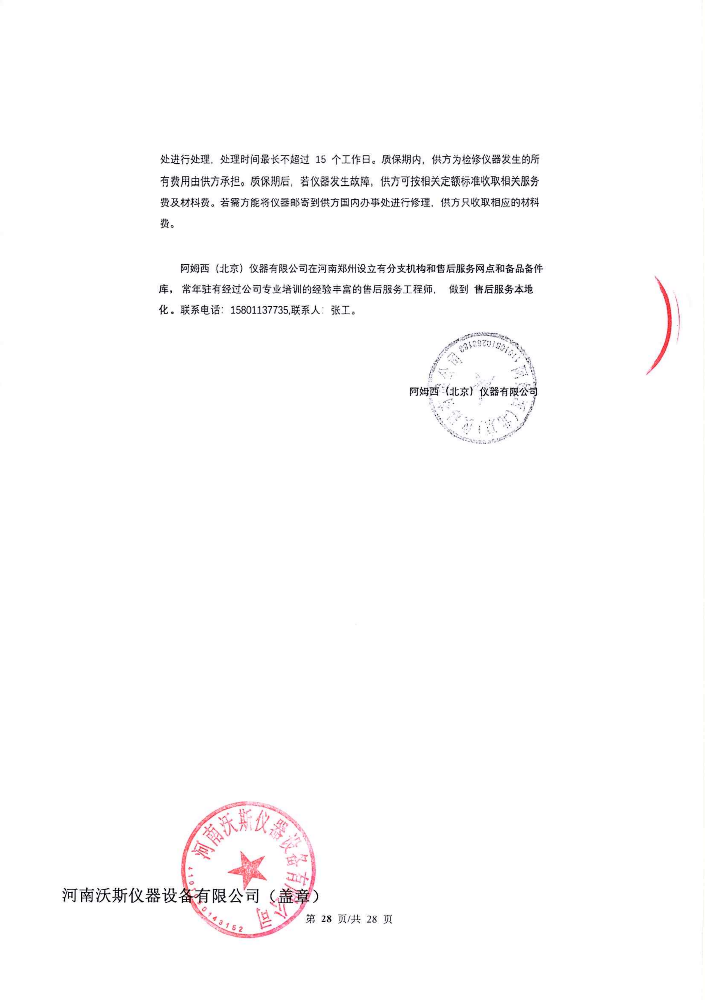 处进行处理，处理时间最长不超过 15 个工作日。质保期内，供方为检修仪器发生的所
有费用由供方承担。质保期后，若仪器发生故障，供方可按相关定额标准收取相关服务
费及材料费。若需方能将仪器邮寄到供方国内办事处进行修理，供方只收取相应的材料
费。
阿姆西（北京）仪器有限公司在河南郑州设立有分支机构和售后服务网点和备品备件
库， 常年驻有经过公司专业培训的经验丰富的售后服务工程师， 做到 售后服务本地
化。联系电话：15801137735,联系人：张工。
阿姆西（北京）仪器有限公司
河南沃斯仪器设备有限公司
河南沃斯仪器设备有限公司（盖章）
第 28 页/共 28 页